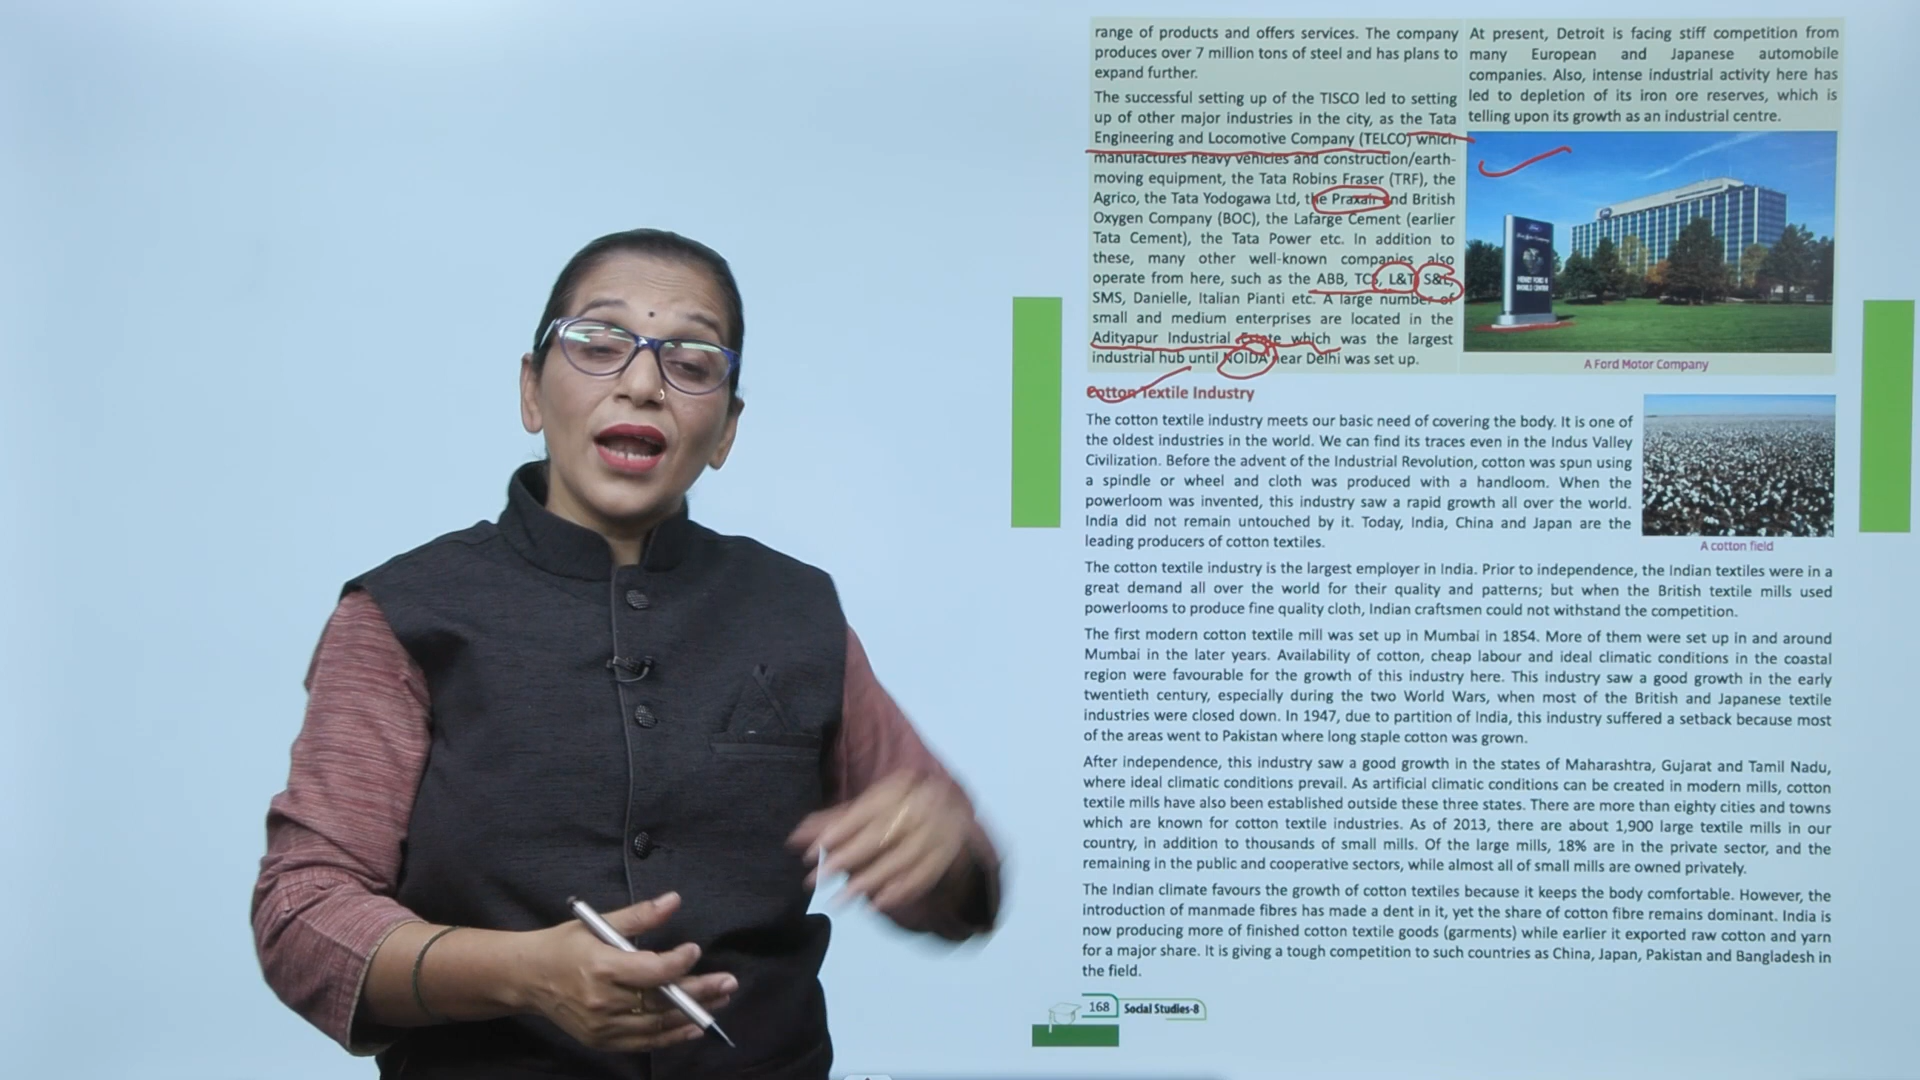 range of products and offers services. The company
produces over 7 million tons of steel and has plans to
expand further.
The successful setting up of the TISCO led to setting
up of other major industries in the city, as the Tata
Engineering and Locomotive Company (TELCO) which
manufactures heavy vehicles and construction/earth-
moving equipment, the Tata Robins Fraser (TRF), the
Agrico, the Tata Yodogawa Ltd, the Praxair and British
Oxygen Company (BOC), the Lafarge Cement (earlier
Tata Cement), the Tata Power etc. In addition to
these, many other well-known companies also
operate from here, such as the ABB, TCS, L&T, S&T,
SMS, Danielle, Italian Pianti etc. A large number of
small and medium enterprises are located in the
Adityapur Industrial Estate which was the largest
industrial hub until NOIDA near Delhi was set up.
At present, Detroit is facing stiff competition from
many European and Japanese automobile
companies. Also, intense industrial activity here has
led to depletion of its iron ore reserves, which is
telling upon its growth as an industrial centre.
A Ford Motor Company
Cotton Textile Industry
The cotton textile industry meets our basic need of covering the body. It is one of
the oldest industries in the world. We can find its traces even in the Indus Valley
Civilization. Before the advent of the Industrial Revolution, cotton was spun using
a spindle or wheel and cloth was produced with a handloom. When the
powerloom was invented, this industry saw a rapid growth all over the world.
India did not remain untouched by it. Today, India, China and Japan are the
leading producers of cotton textiles.
A cotton field
The cotton textile industry is the largest employer in India. Prior to independence, the Indian textiles were in a
great demand all over the world for their quality and patterns; but when the British textile mills used
powerlooms to produce fine quality cloth, Indian craftsmen could not withstand the competition.
The first modern cotton textile mill was set up in Mumbai in 1854. More of them were set up in and around
Mumbai in the later years. Availability of cotton, cheap labour and ideal climatic conditions in the coastal
region were favourable for the growth of this industry here. This industry saw a good growth in the early
twentieth century, especially during the two World Wars, when most of the British and Japanese textile
industries were closed down. In 1947, due to partition of India, this industry suffered a setback because most
of the areas went to Pakistan where long staple cotton was grown.
After independence, this industry saw a good growth in the states of Maharashtra, Gujarat and Tamil Nadu,
where ideal climatic conditions prevail. As artificial climatic conditions can be created in modern mills, cotton
textile mills have also been established outside these three states. There are more than eighty cities and towns
which are known for cotton textile industries. As of 2013, there are about 1,900 large textile mills in our
country, in addition to thousands of small mills. Of the large mills, 18% are in the private sector, and the
remaining in the public and cooperative sectors, while almost all of small mills are owned privately.
The Indian climate favours the growth of cotton textiles because it keeps the body comfortable. However, the
introduction of manmade fibres has made a dent in it, yet the share of cotton fibre remains dominant. India is
now producing more of finished cotton textile goods (garments) while earlier it exported raw cotton and yarn
for a major share. It is giving a tough competition to such countries as China, Japan, Pakistan and Bangladesh in
the field.
168 Social Studies-8